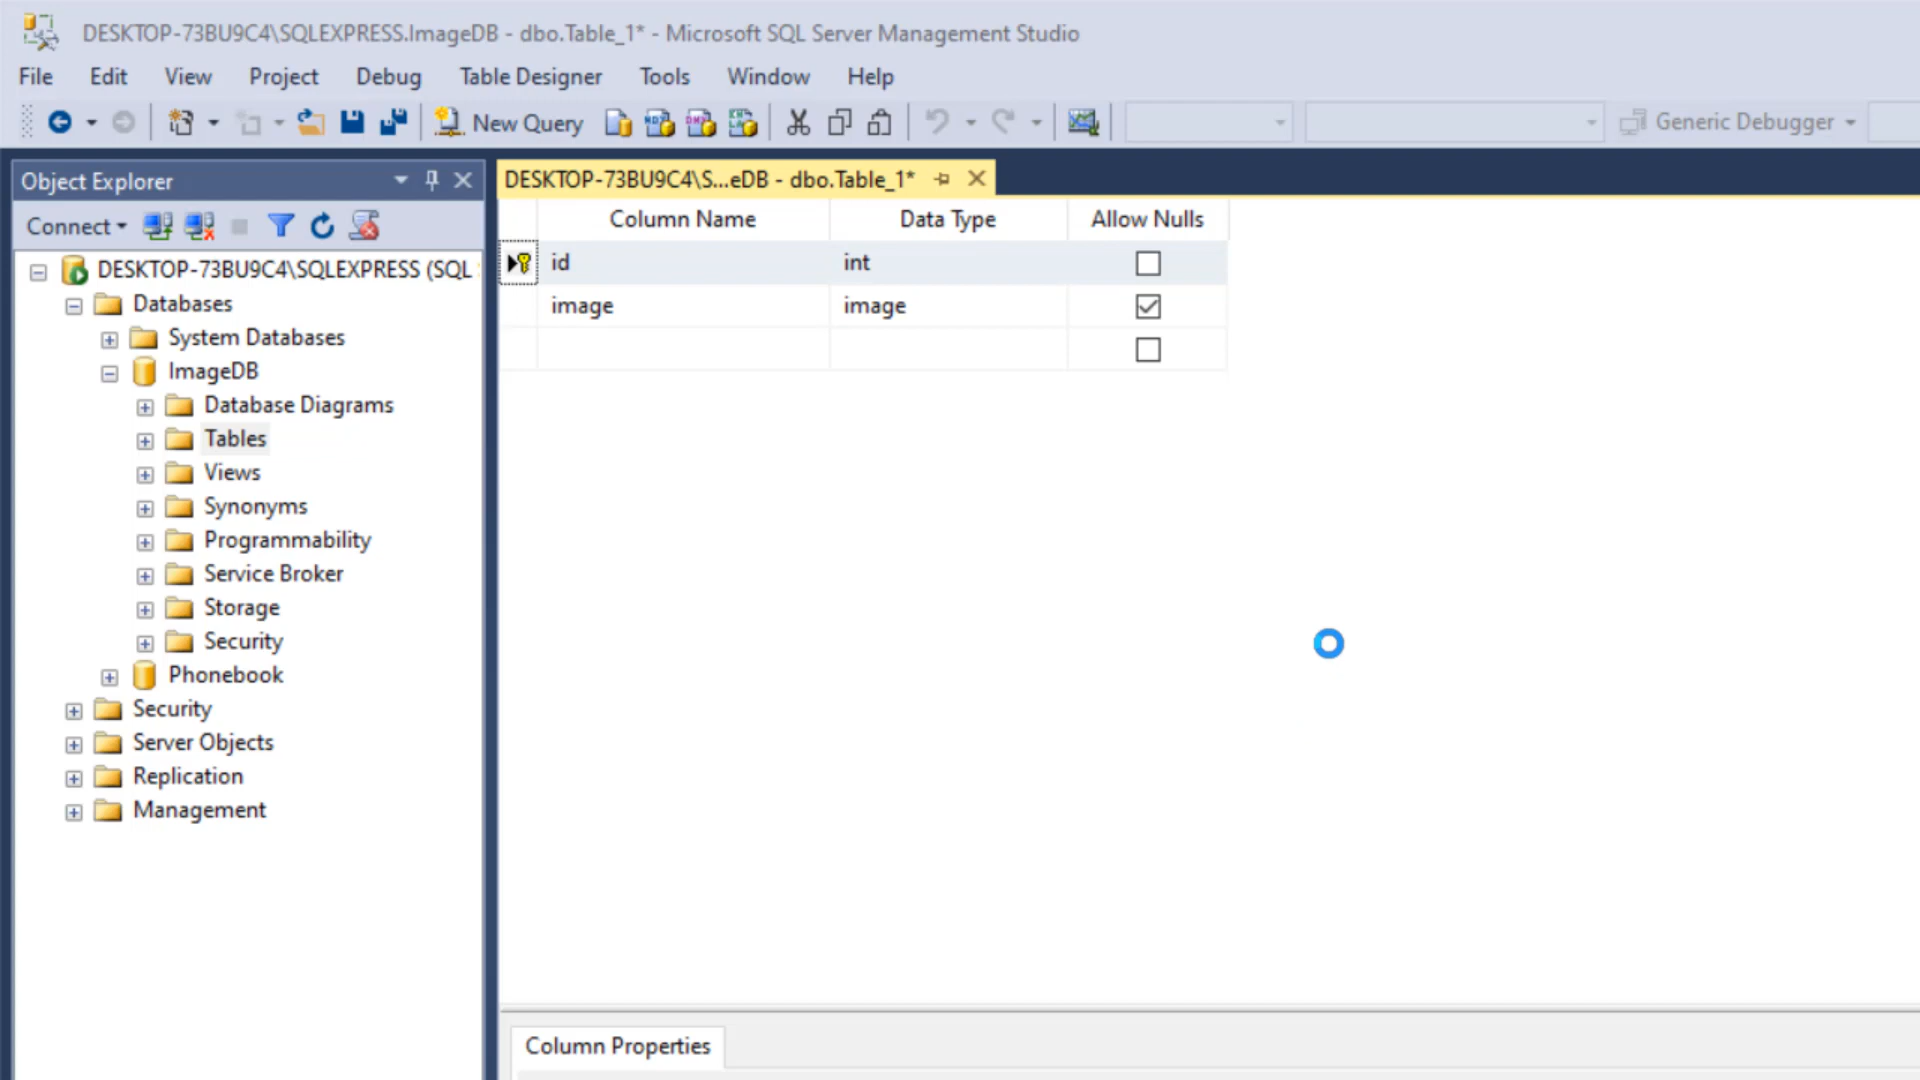 DESKTOP-73BU9C4\SQLEXPRESS.ImageDB - dbo.Table_1* - Microsoft SQL Server Management Studio
File Edit View Project Debug Table Designer Tools Window Help
New Query Generic Debugger
Object Explorer
Connect
DESKTOP-73BU9C4\SQLEXPRESS (SQL
Databases
System Databases
ImageDB
Database Diagrams
Tables
Views
Synonyms
Programmability
Service Broker
Storage
Security
Phonebook
Security
Server Objects
Replication
Management
DESKTOP-73BU9C4\S...eDB - dbo.Table_1*
Column Name Data Type Allow Nulls
id int
image image
Column Properties